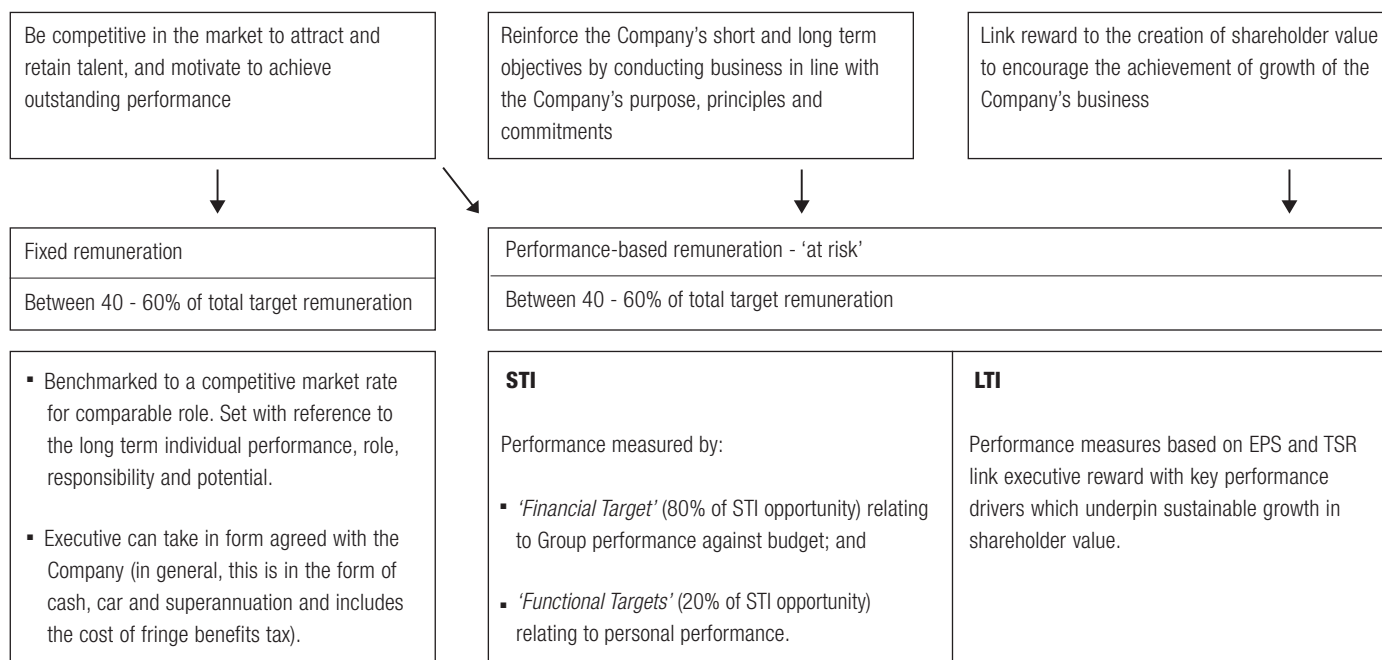 Be competitive in the market to attract and
retain talent, and motivate to achieve
outstanding performance
Reinforce the Company’s short and long term
objectives by conducting business in line with
the Company’s purpose, principles and
commitments
Link reward to the creation of shareholder value
to encourage the achievement of growth of the
Company’s business
Fixed remuneration
Between 40 - 60% of total target remuneration
Performance-based remuneration - ‘at risk’
Between 40 - 60% of total target remuneration
▪ Benchmarked to a competitive market rate
for comparable role. Set with reference to
the long term individual performance, role,
responsibility and potential.
▪ Executive can take in form agreed with the
Company (in general, this is in the form of
cash, car and superannuation and includes
the cost of fringe benefits tax).
STI
Performance measured by:
▪ ‘Financial Target’ (80% of STI opportunity) relating
to Group performance against budget; and
▪ ‘Functional Targets’ (20% of STI opportunity)
relating to personal performance.
LTI
Performance measures based on EPS and TSR
link executive reward with key performance
drivers which underpin sustainable growth in
shareholder value.